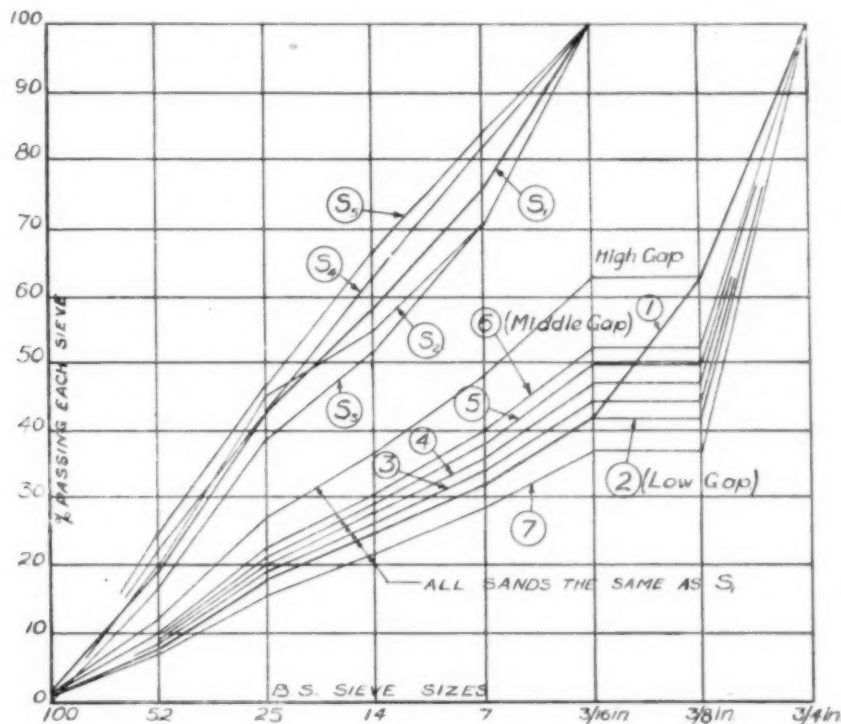 100
90
80
70
60
50
40
30
20
10
0
% PASSING EACH SIEVE
S₅
S₄
S₁
S₂
S₃
High Gap
1
6 (Middle Gap)
5
4
3
2 (Low Gap)
7
ALL SANDS THE SAME AS S₁
B.S. SIEVE SIZES
100 52 25 14 7 3/16in 3/8in 3/4in